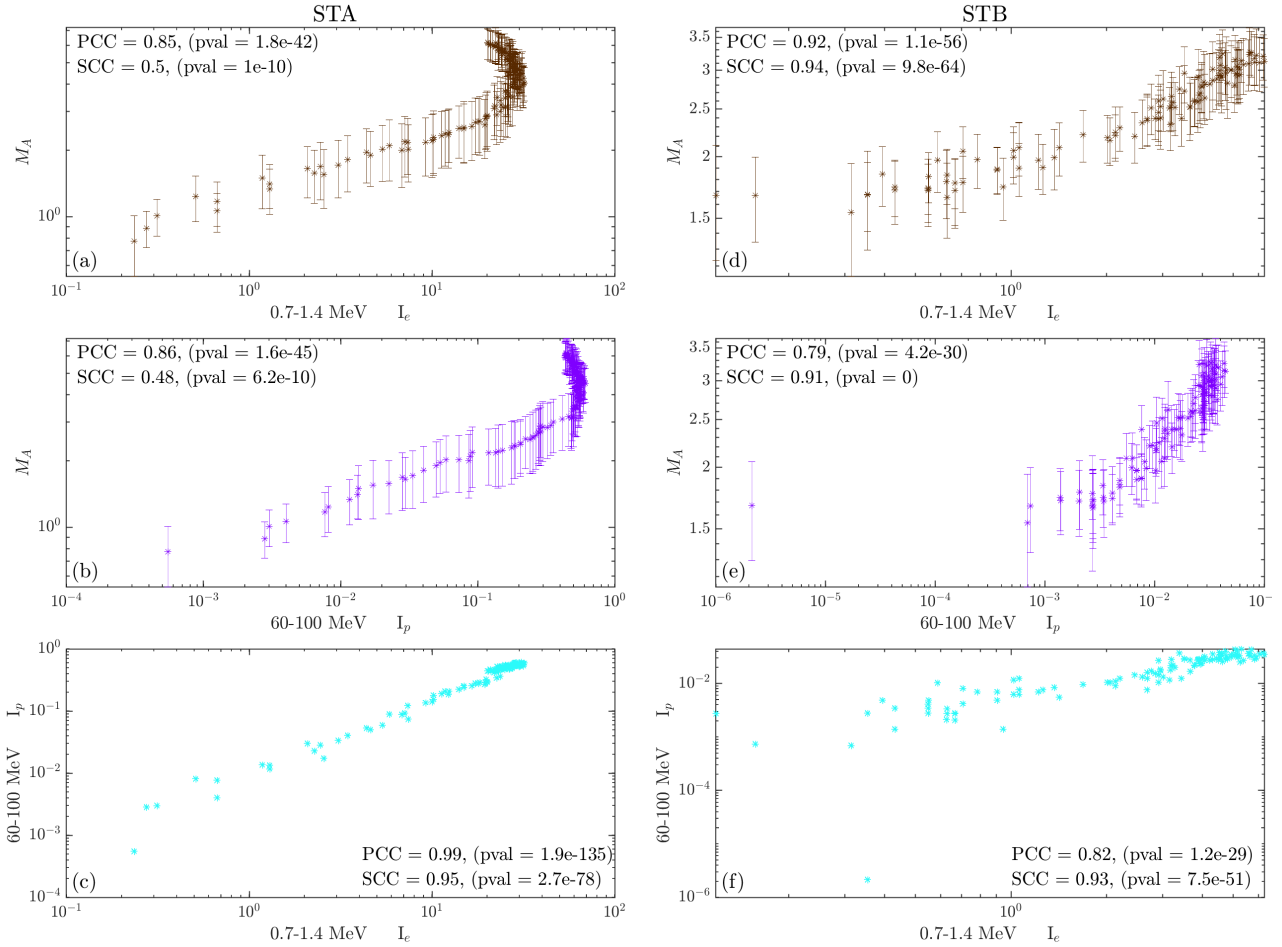 STA
STB
PCC = 0.85, (pval = 1.8e-42)
SCC = 0.5, (pval = 1e-10)
M_A
10^0
(a)
10^{-1} 10^0 10^1 10^2
0.7-1.4 MeV I_e
PCC = 0.92, (pval = 1.1e-56)
SCC = 0.94, (pval = 9.8e-64)
3.5
3
2.5
2
1.5
M_A
(d)
10^0
0.7-1.4 MeV I_e
PCC = 0.86, (pval = 1.6e-45)
SCC = 0.48, (pval = 6.2e-10)
M_A
10^0
(b)
10^{-4} 10^{-3} 10^{-2} 10^{-1} 10^0
60-100 MeV I_p
PCC = 0.79, (pval = 4.2e-30)
SCC = 0.91, (pval = 0)
3.5
3
2.5
2
1.5
M_A
(e)
10^{-6} 10^{-5} 10^{-4} 10^{-3} 10^{-2} 10^-
60-100 MeV I_p
10^0
10^{-1}
10^{-2}
10^{-3}
10^{-4}
60-100 MeV I_p
PCC = 0.99, (pval = 1.9e-135)
SCC = 0.95, (pval = 2.7e-78)
(c)
10^{-1} 10^0 10^1 10^2
0.7-1.4 MeV I_e
10^{-2}
10^{-4}
10^{-6}
60-100 MeV I_p
PCC = 0.82, (pval = 1.2e-29)
SCC = 0.93, (pval = 7.5e-51)
(f)
10^0
0.7-1.4 MeV I_e